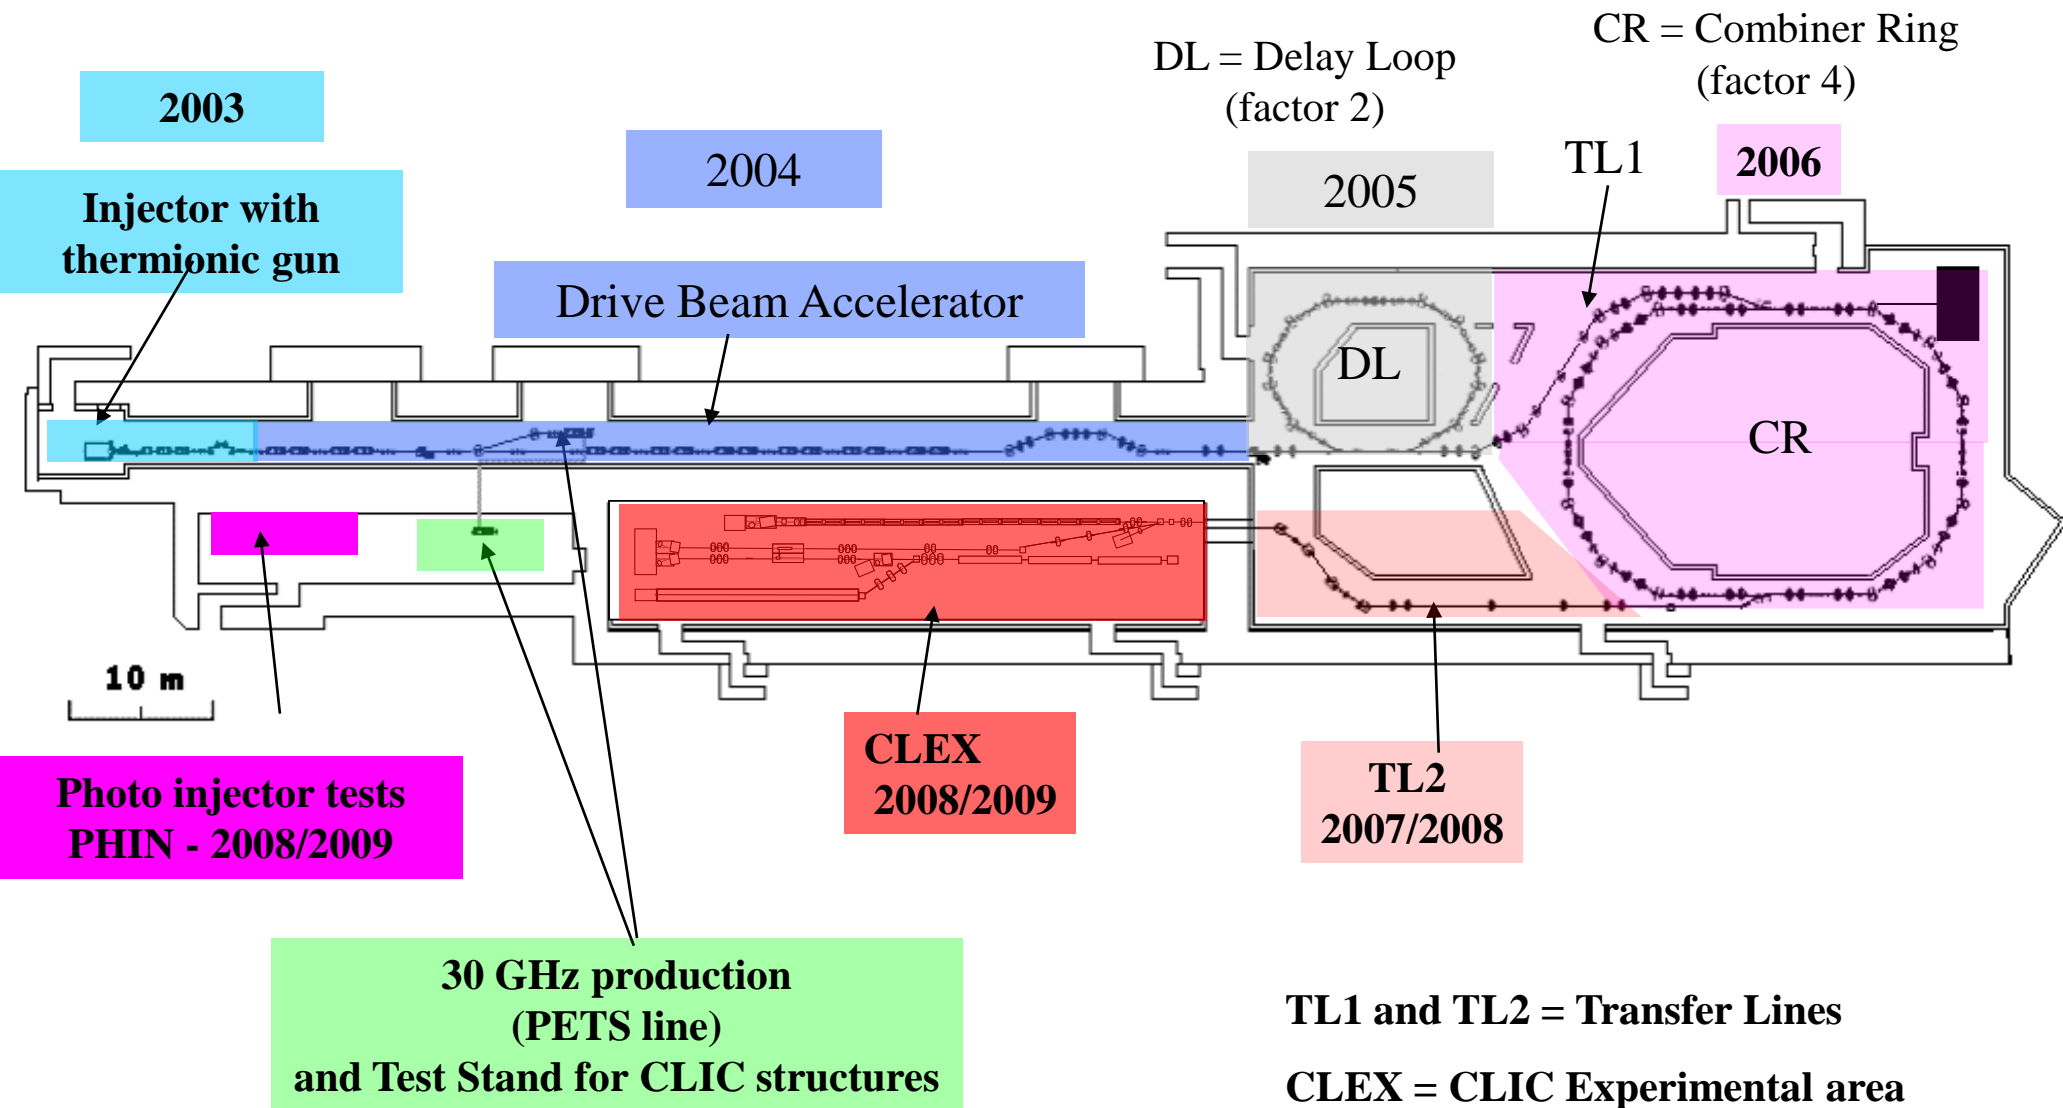 CR = Combiner Ring
(factor 4)
DL = Delay Loop
(factor 2)
2003
2004
2005
TL1
2006
Injector with
thermionic gun
Drive Beam Accelerator
7
DL
CR
10 m
CLEX
2008/2009
TL2
2007/2008
Photo injector tests
PHIN - 2008/2009
30 GHz production
(PETS line)
and Test Stand for CLIC structures
TL1 and TL2 = Transfer Lines
CLEX = CLIC Experimental area